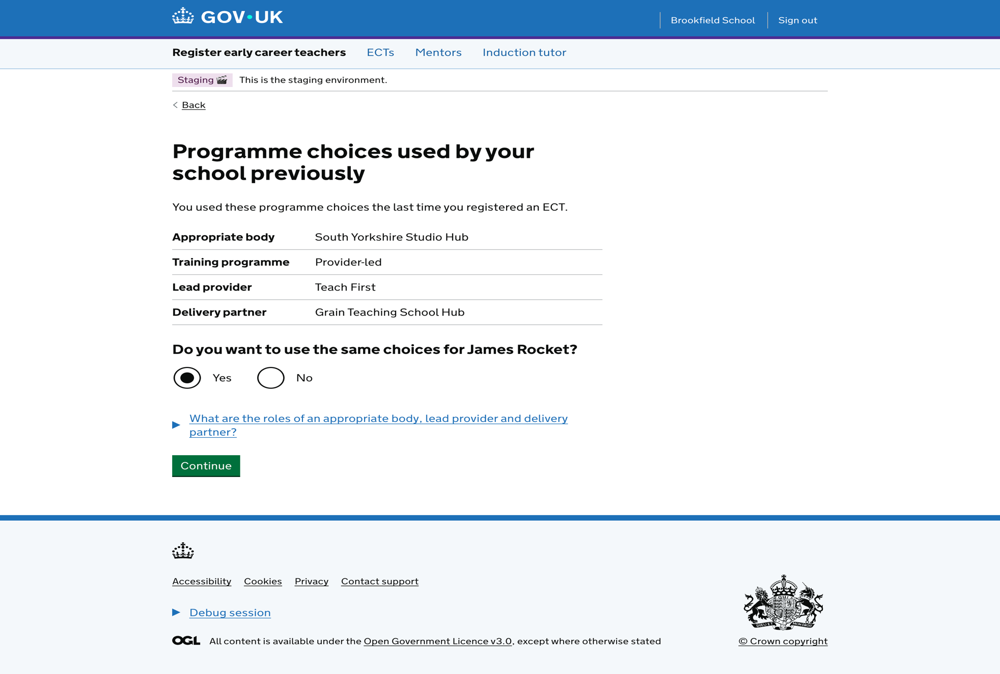 GOV·UK
Brookfield School
Sign out
Register early career teachers
ECTs
Mentors
Induction tutor
Staging 🎬 This is the staging environment.
Back
Programme choices used by your
school previously
You used these programme choices the last time you registered an ECT.
Appropriate body South Yorkshire Studio Hub
Training programme Provider-led
Lead provider Teach First
Delivery partner Grain Teaching School Hub
Do you want to use the same choices for James Rocket?
Yes No
What are the roles of an appropriate body, lead provider and delivery
partner?
Continue
Accessibility Cookies Privacy Contact support
Debug session
DIEU ET MON DROIT
OGL All content is available under the Open Government Licence v3.0, except where otherwise stated
© Crown copyright